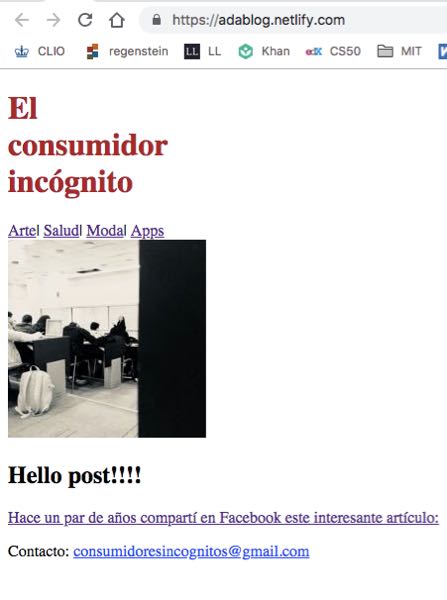 https://adablog.netlify.com
CLIO regenstein LL LL Khan edX CS50 MIT
El
consumidor
incógnito
Arte| Salud| Moda| Apps
Hello post!!!!
Hace un par de años compartí en Facebook este interesante artículo:
Contacto: consumidoresincognitos@gmail.com